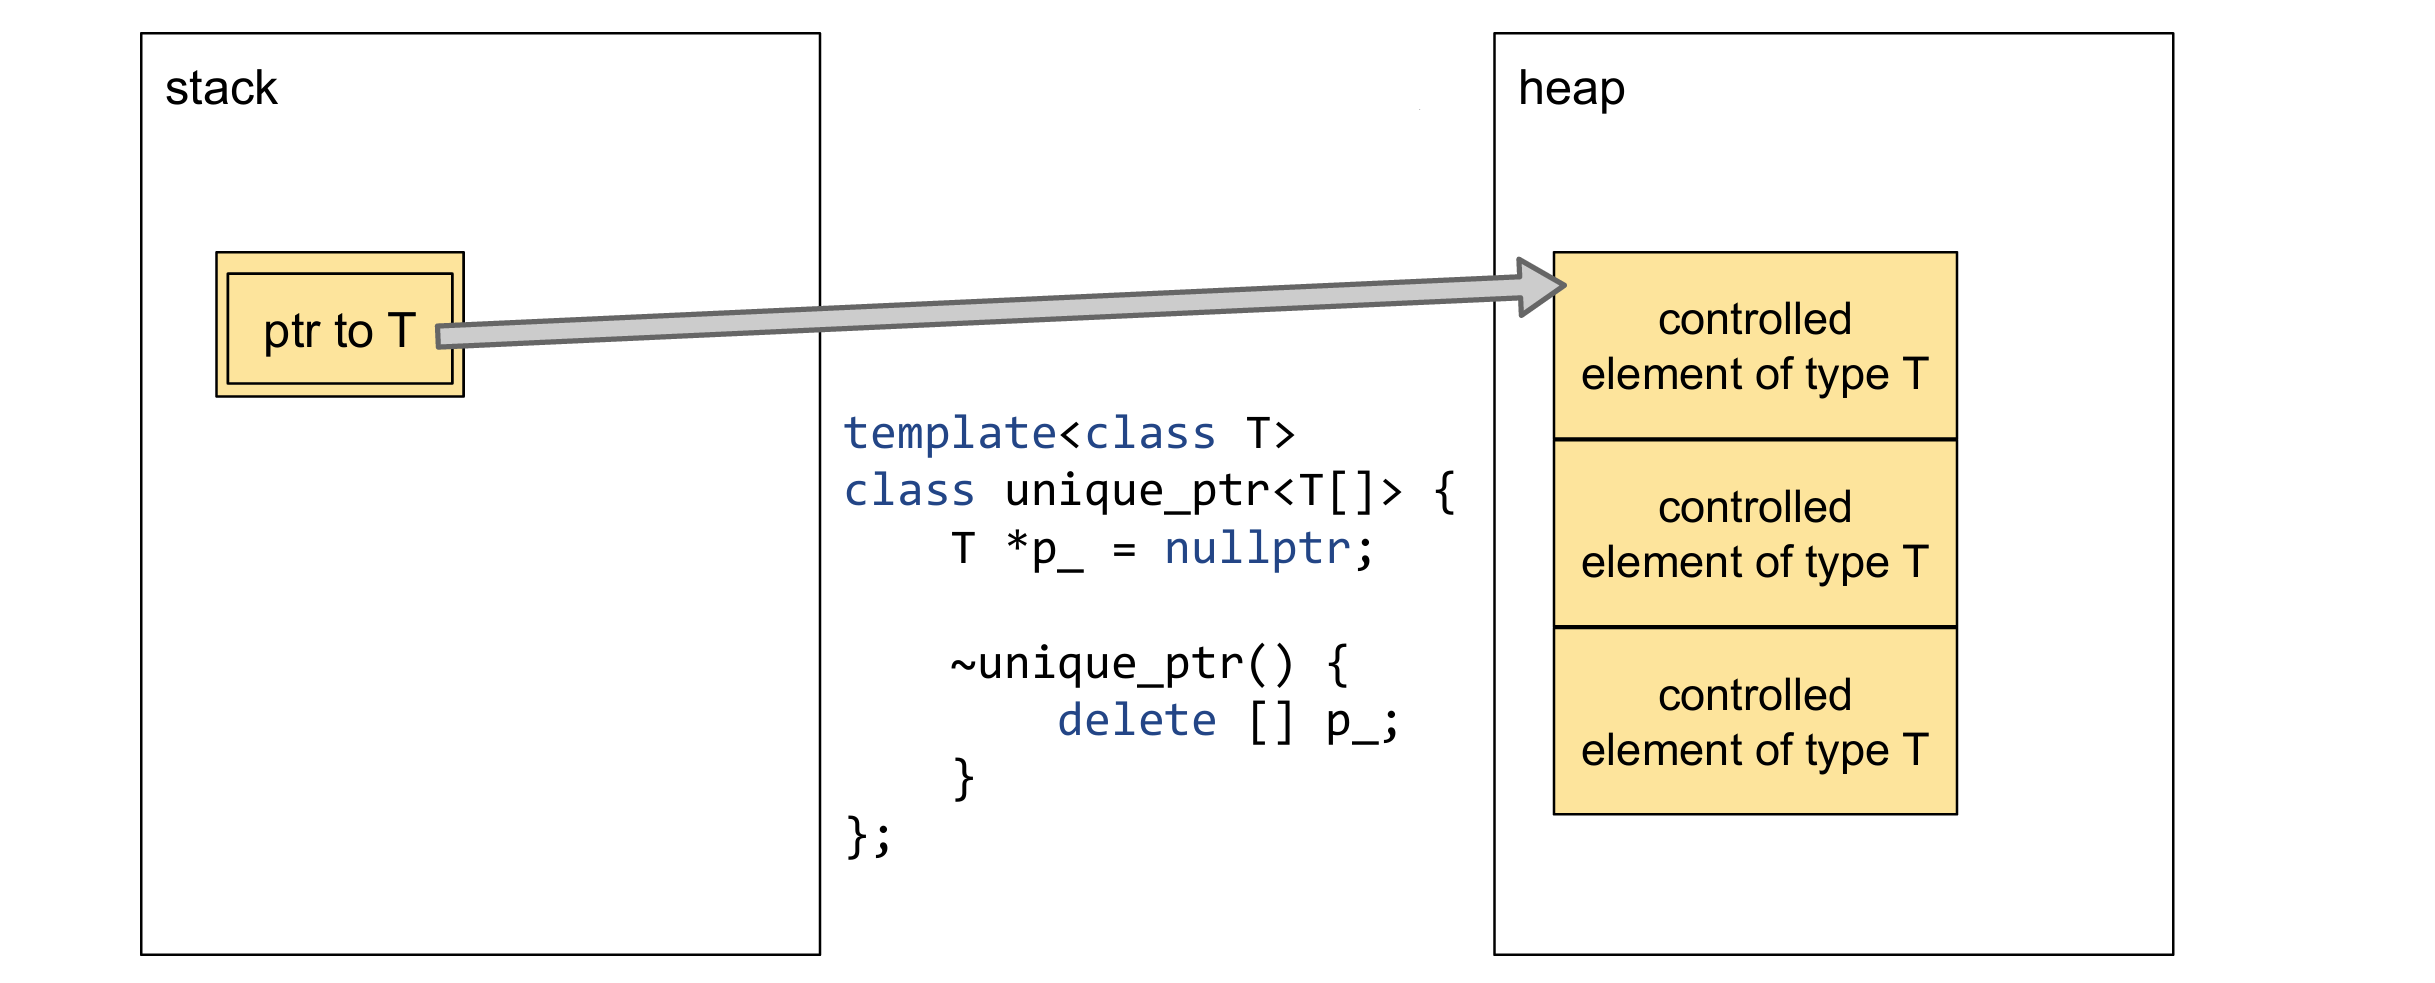 stack
heap
ptr to T
template<class T>
class unique_ptr<T[]> {
    T *p_ = nullptr;
    ~unique_ptr() {
        delete [] p_;
    }
};
controlled
element of type T
controlled
element of type T
controlled
element of type T